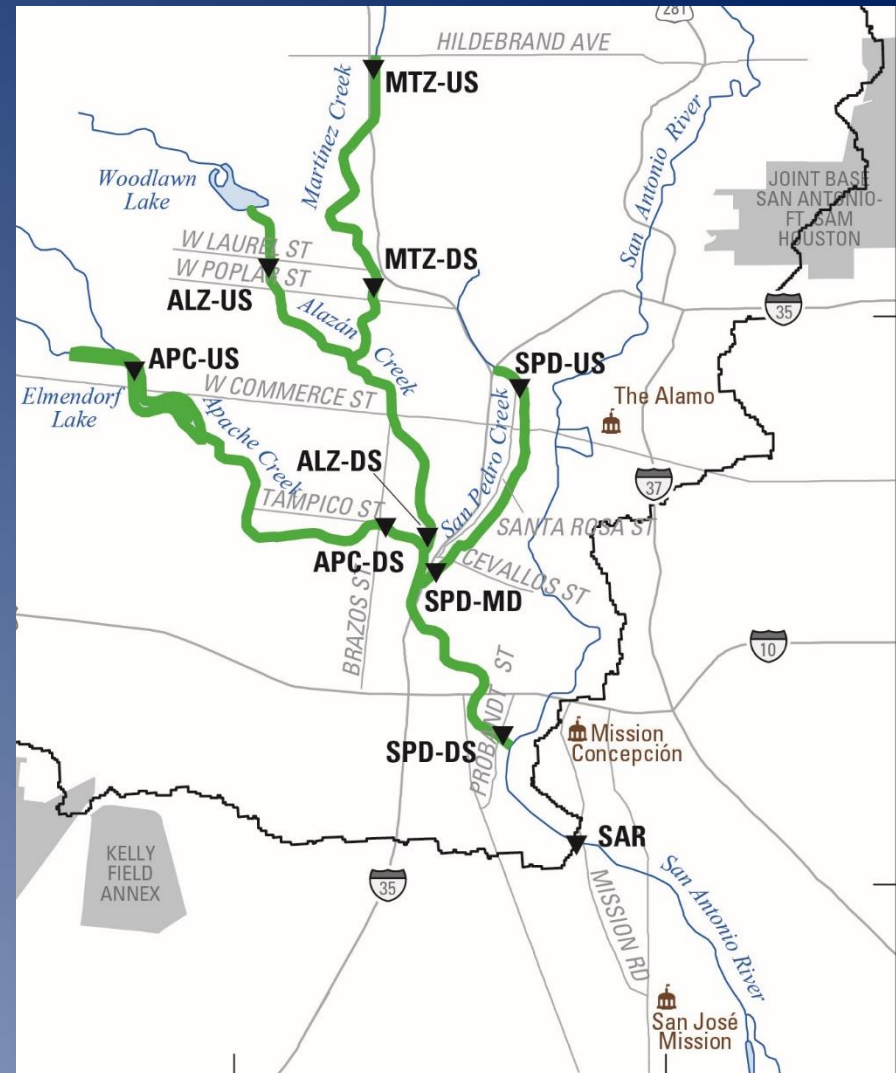 281
HILDEBRAND AVE
MTZ-US
Martínez Creek
San Antonio River
Woodlawn
Lake
JOINT BASE
SAN ANTONIO-
FT. SAM
HOUSTON
W LAUREL ST
W POPLAR ST
MTZ-DS
ALZ-US
Alazán
Creek
35
APC-US
SPD-US
Elmendorf
Lake
W COMMERCE ST
The Alamo
Apache Creek
San Pedro Creek
ALZ-DS
37
TAMPICO ST
SANTA ROSA ST
APC-DS
CEVALLOS ST
SPD-MD
BRAZOS ST
10
PROBANDT ST
SPD-DS
Mission
Concepción
SAR
KELLY
FIELD
ANNEX
35
MISSION RD
San Antonio River
San José
Mission